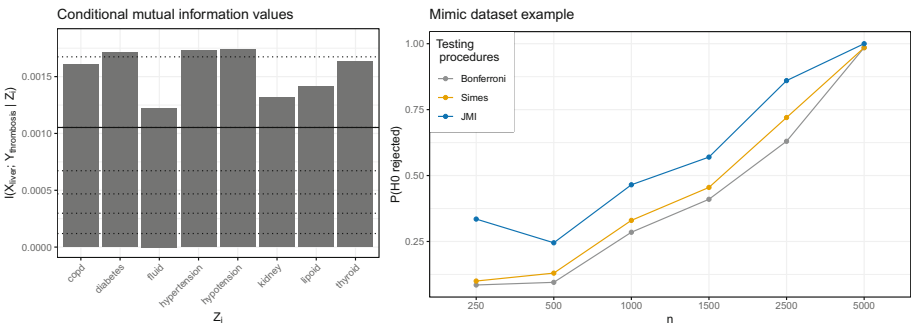 Conditional mutual information values
I(Xliver; Ythrombosis | Zi)
0.0015
0.0010
0.0005
0.0000
copd
diabetes
fluid
hypertension
hypotension
kidney
lipoid
thyroid
Zi
Mimic dataset example
P(H0 rejected)
1.00
0.75
0.50
0.25
Testing
procedures
Bonferroni
Simes
JMI
250
500
1000
1500
2500
5000
n